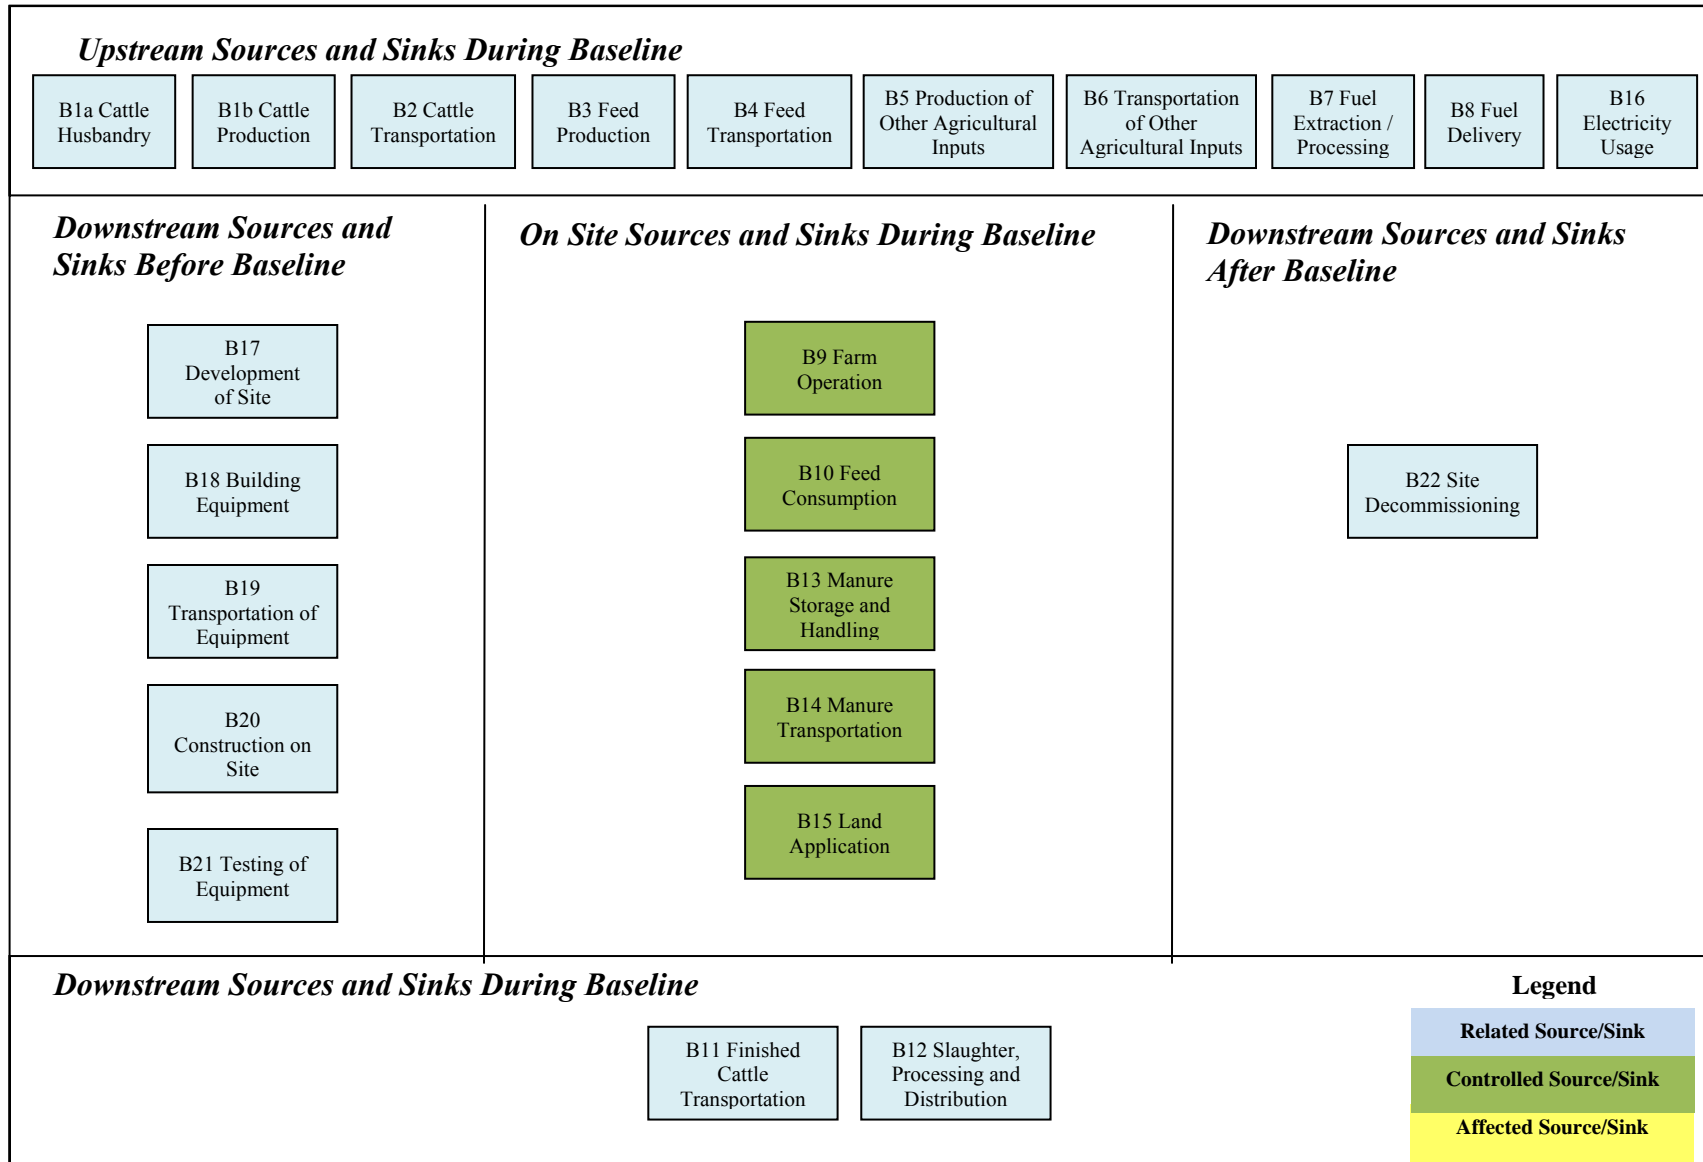 Upstream Sources and Sinks During Baseline
B1a Cattle
Husbandry
B1b Cattle
Production
B2 Cattle
Transportation
B3 Feed
Production
B4 Feed
Transportation
B5 Production of
Other Agricultural
Inputs
B6 Transportation
of Other
Agricultural Inputs
B7 Fuel
Extraction /
Processing
B8 Fuel
Delivery
B16
Electricity
Usage
Downstream Sources and
Sinks Before Baseline
B17
Development
of Site
B18 Building
Equipment
B19
Transportation of
Equipment
B20
Construction on
Site
B21 Testing of
Equipment
On Site Sources and Sinks During Baseline
B9 Farm
Operation
B10 Feed
Consumption
B13 Manure
Storage and
Handling
B14 Manure
Transportation
B15 Land
Application
Downstream Sources and Sinks
After Baseline
B22 Site
Decommissioning
Downstream Sources and Sinks During Baseline
B11 Finished
Cattle
Transportation
B12 Slaughter,
Processing and
Distribution
Legend
Related Source/Sink
Controlled Source/Sink
Affected Source/Sink